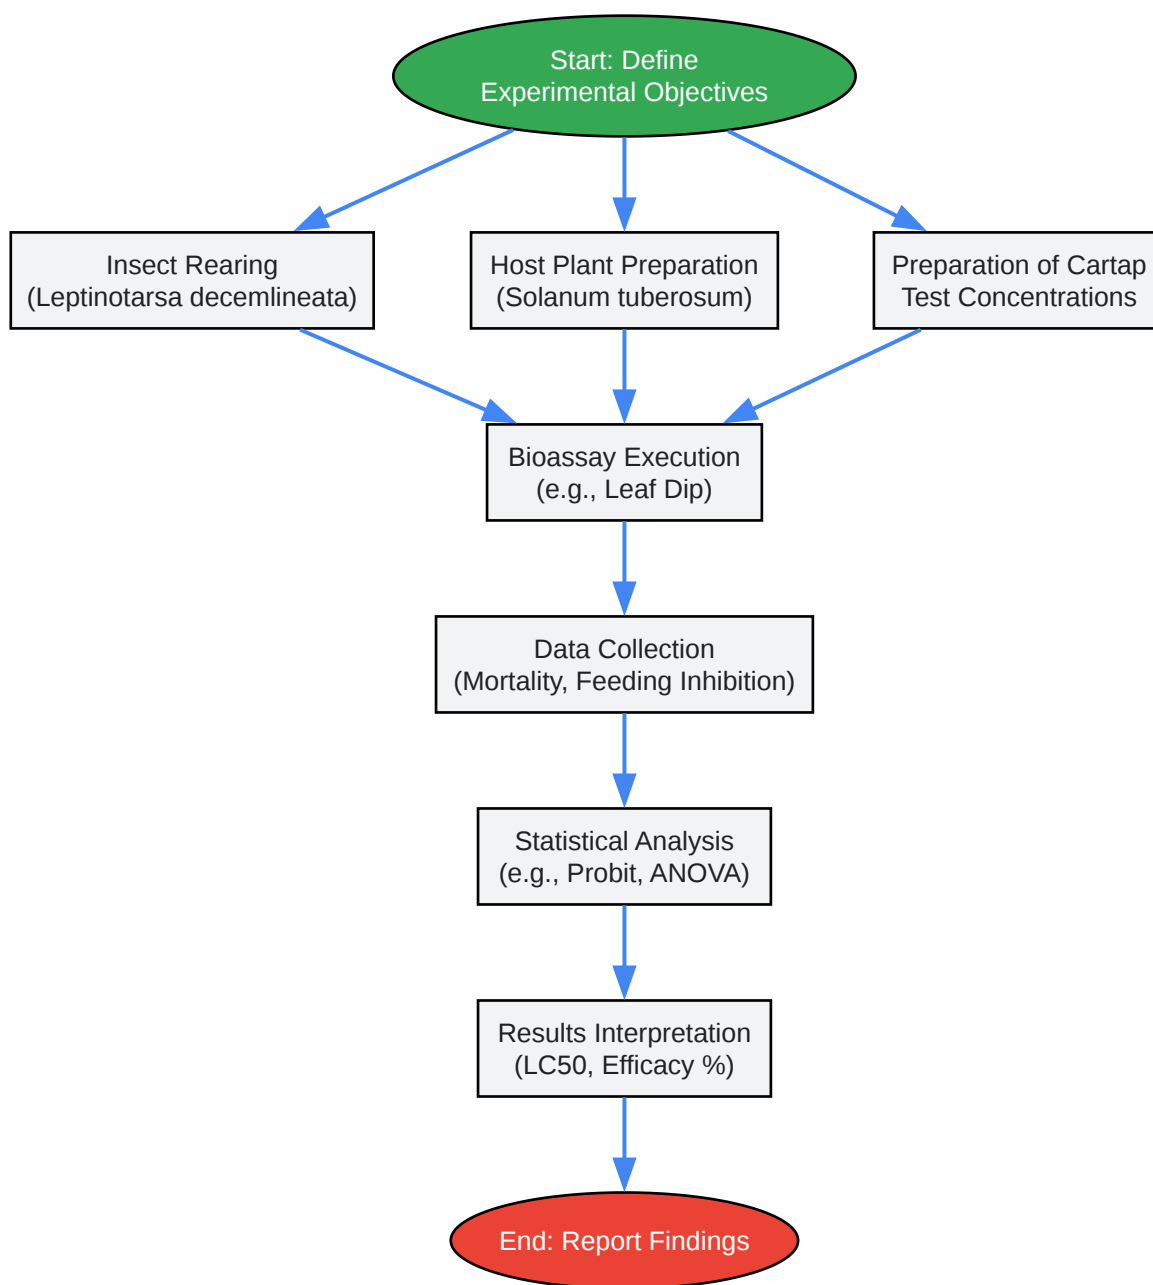 Start: Define
Experimental Objectives
Insect Rearing
(Leptinotarsa decemlineata)
Host Plant Preparation
(Solanum tuberosum)
Preparation of Cartap
Test Concentrations
Bioassay Execution
(e.g., Leaf Dip)
Data Collection
(Mortality, Feeding Inhibition)
Statistical Analysis
(e.g., Probit, ANOVA)
Results Interpretation
(LC50, Efficacy %)
End: Report Findings